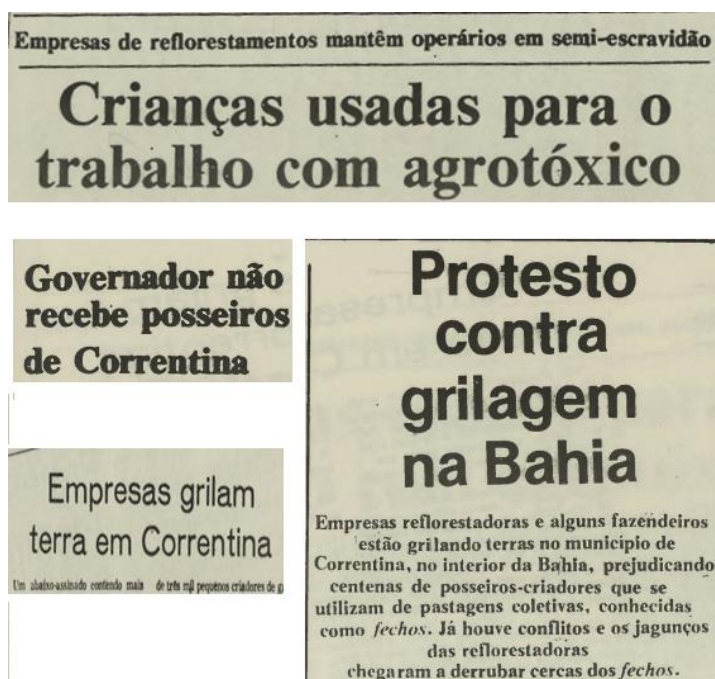 Empresas de reflorestamentos mantêm operários em semi-escravidão
Crianças usadas para o
trabalho com agrotóxico
Governador não
recebe posseiros
de Correntina
Empresas grilam
terra em Correntina
Um abaixo-assinado contendo mais de três mil pequenos criadores de g
Protesto
contra
grilagem
na Bahia
Empresas reflorestadoras e alguns fazendeiros
estão grilando terras no município de
Correntina, no interior da Bahia, prejudicando
centenas de posseiros-criadores que se
utilizam de pastagens coletivas, conhecidas
como fechos. Já houve conflitos e os jagunços
das reflorestadoras
chegaram a derrubar cercas dos fechos.